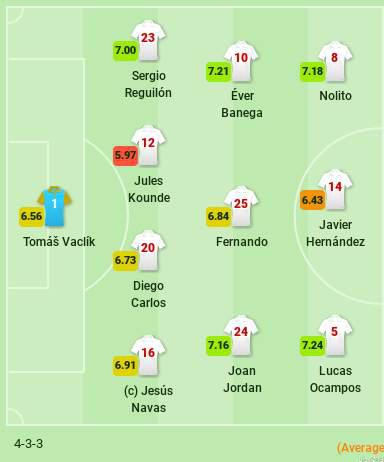 23
7.00
Sergio
Reguilón
10
7.21
Éver
Banega
8
7.18
Nolito
12
5.97
Jules
Kounde
1
6.56
Tomáš Vaclík
25
6.84
Fernando
14
6.43
Javier
Hernández
20
6.73
Diego
Carlos
16
6.91
(c) Jesús
Navas
24
7.16
Joan
Jordan
5
7.24
Lucas
Ocampos
4-3-3
(Average